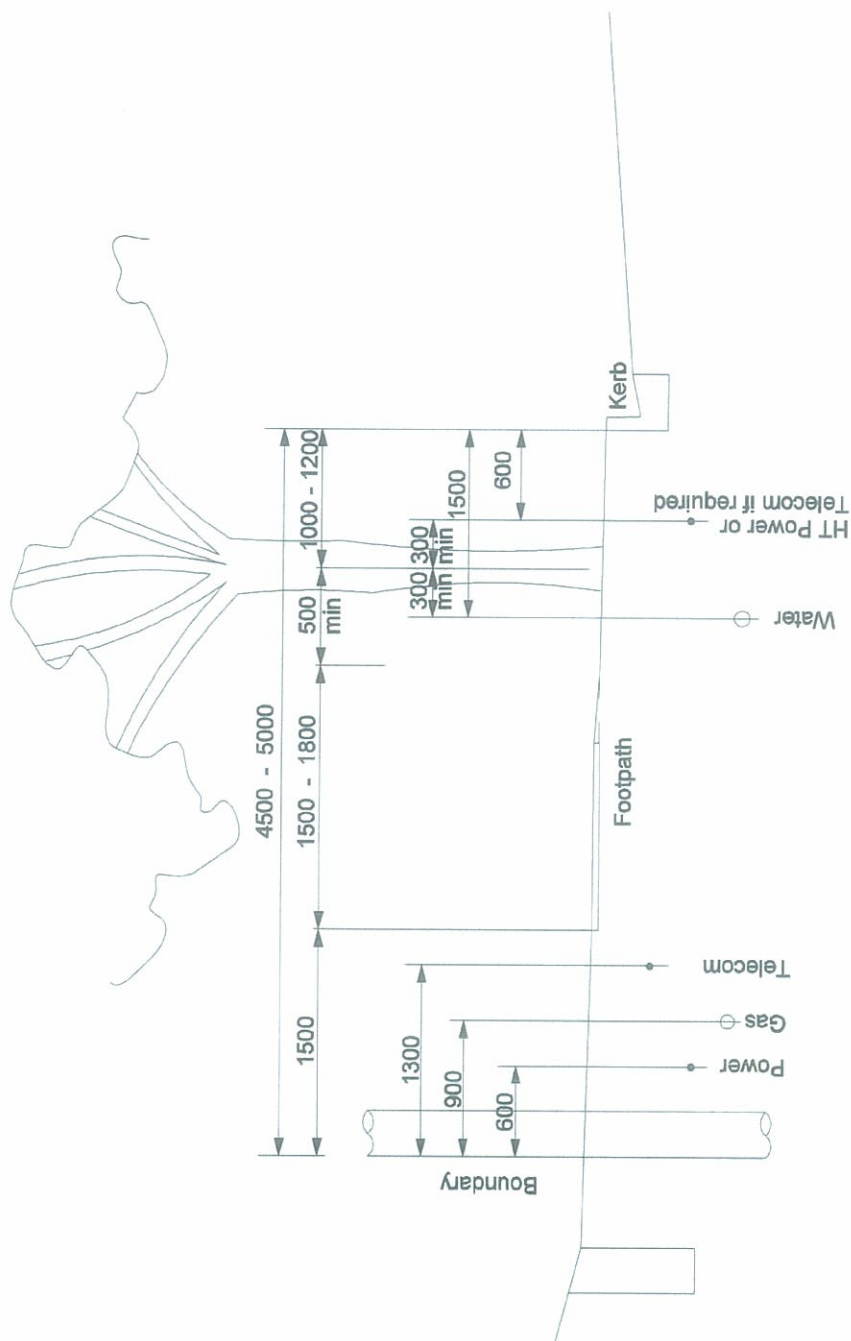 4500 - 5000
1500
1500 - 1800
500
min
1000 - 1200
1300
900
600
300
min
300
min
1500
600
Boundary
Footpath
Kerb
Power
Gas
Telecom
Water
HT Power or
Telecom if required